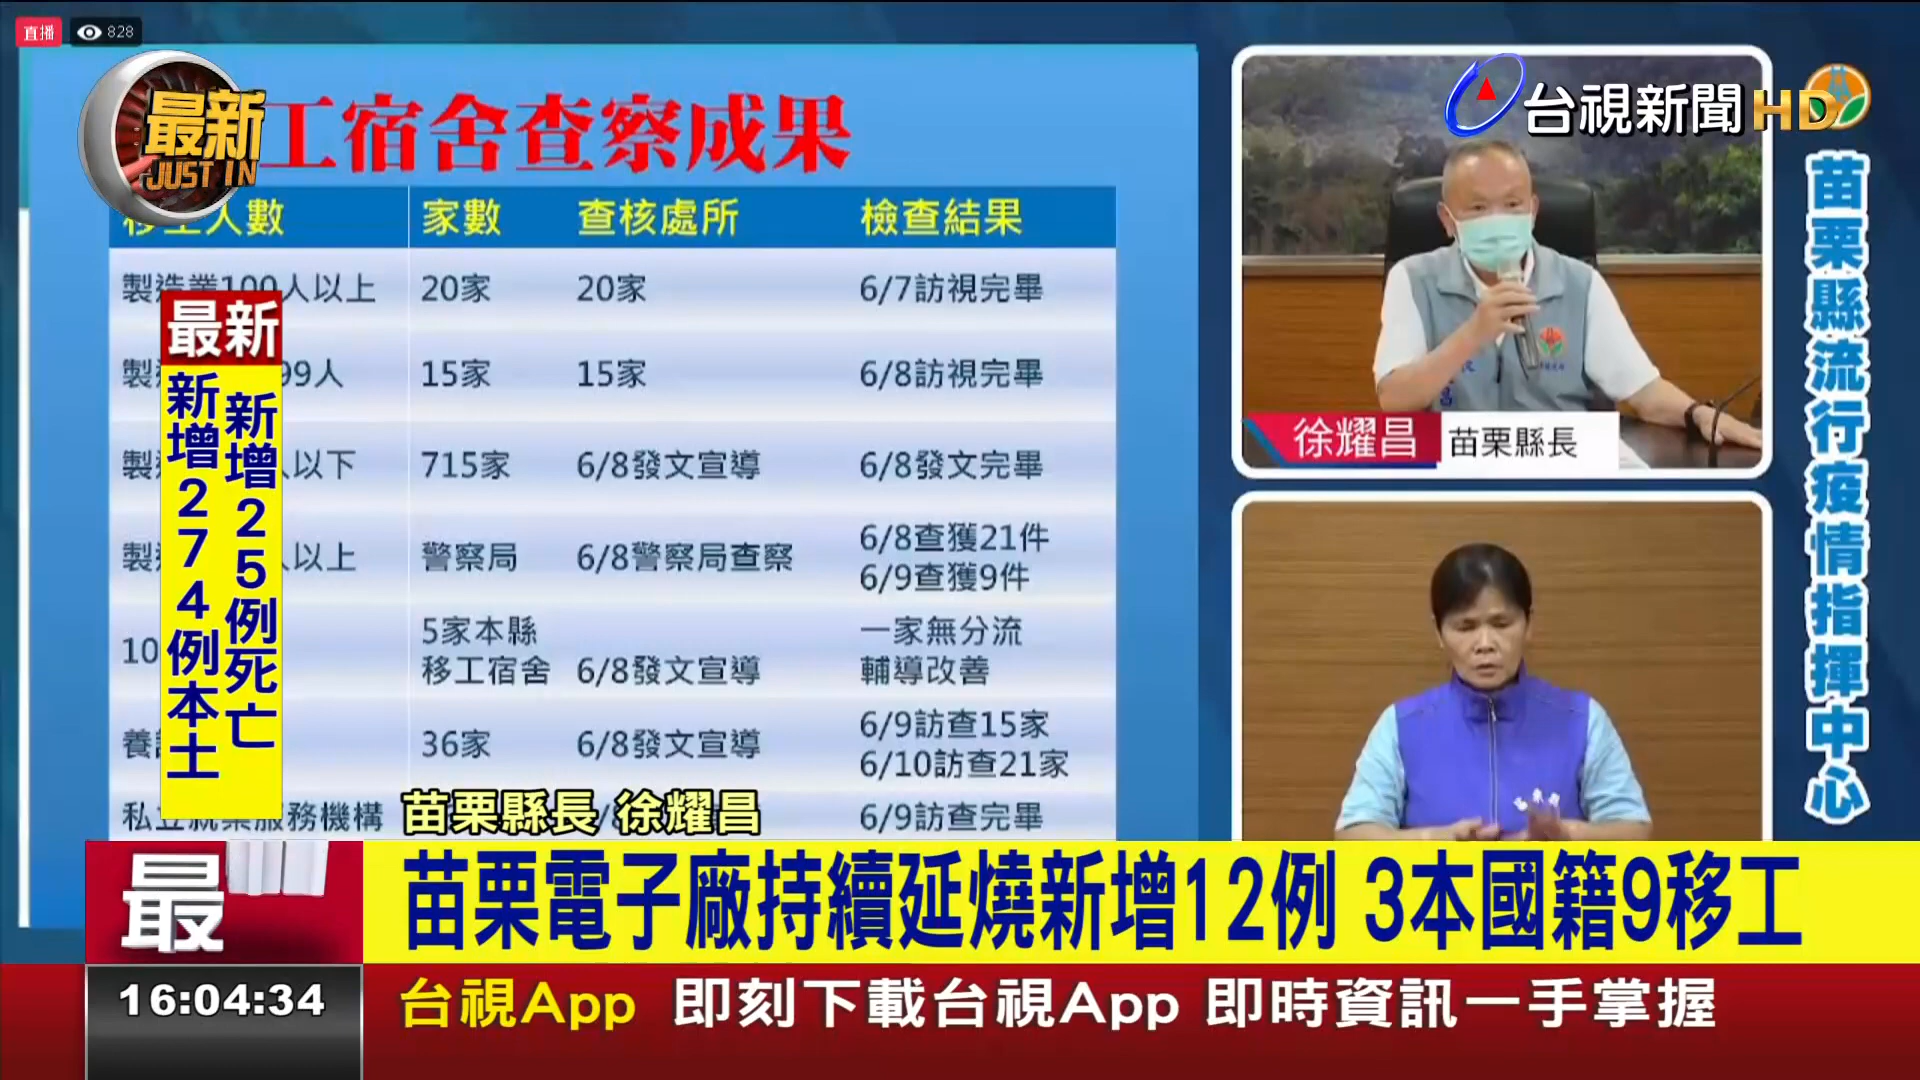 直播 828
最新
JUST IN
工宿舍查察成果
台視新聞HD
人數 家數 查核處所 檢查結果
製造業100人以上 20家 20家 6/7訪視完畢
99人 15家 15家 6/8訪視完畢
人以下 715家 6/8發文宣導 6/8發文完畢
人以上 警察局 6/8警察局查察 6/8查獲21件
6/9查獲9件
10 5家本縣
移工宿舍 6/8發文宣導 一家無分流
輔導改善
養 36家 6/8發文宣導 6/9訪查15家
6/10訪查21家
私立就業服務機構 6/9訪查完畢
最新
新增25例死亡
新增274例本土
徐耀昌 苗栗縣長
苗栗縣流行疫情指揮中心
苗栗縣長 徐耀昌
最
苗栗電子廠持續延燒新增12例 3本國籍9移工
16:04:34
台視App 即刻下載台視App 即時資訊一手掌握